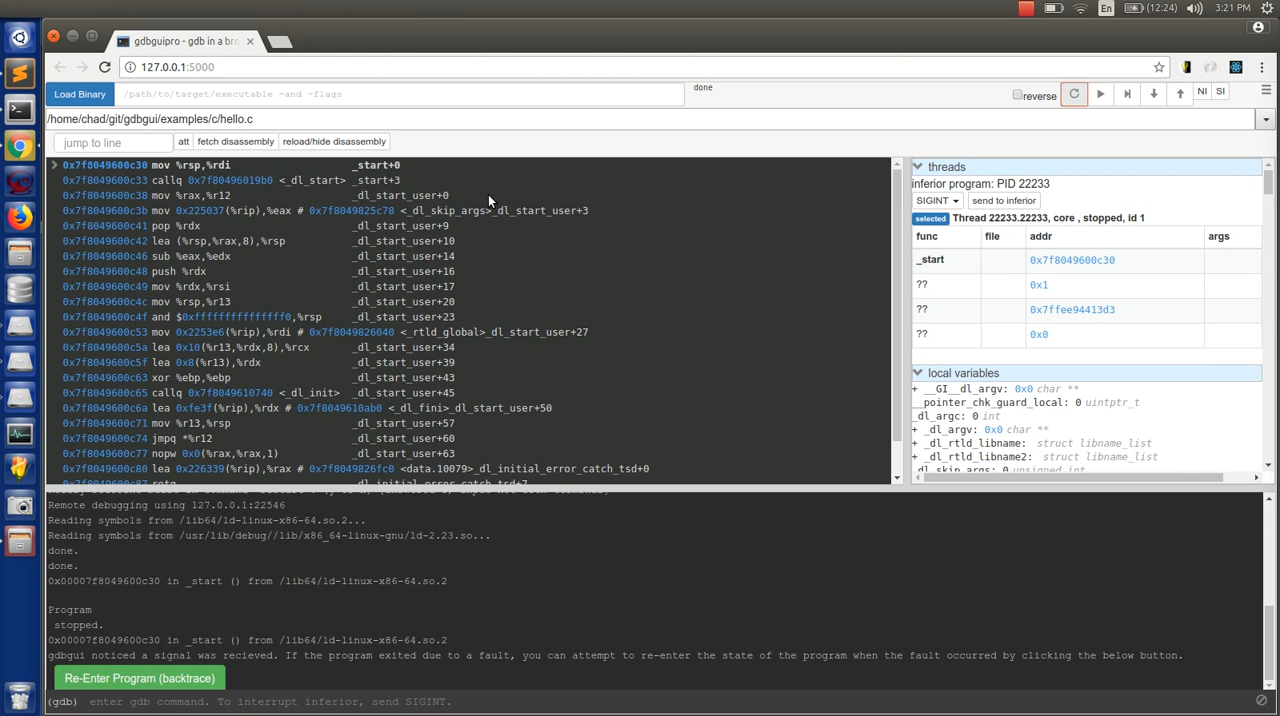 En
(12:24)
3:21 PM
gdbguipro - gdb in a bro
127.0.0.1:5000
Load Binary
/path/to/target/executable -and -flags
done
reverse
NI
SI
/home/chad/git/gdbgui/examples/c/hello.c
jump to line
att
fetch disassembly
reload/hide disassembly
0x7f8049600c30 mov %rsp,%rdi _start+0
0x7f8049600c33 callq 0x7f80496019b0 <_dl_start> _start+3
0x7f8049600c38 mov %rax,%r12 _dl_start_user+0
0x7f8049600c3b mov 0x225037(%rip),%eax # 0x7f8049825c78 <_dl_skip_args>_dl_start_user+3
0x7f8049600c41 pop %rdx _dl_start_user+9
0x7f8049600c42 lea (%rsp,%rax,8),%rsp _dl_start_user+10
0x7f8049600c46 sub %eax,%edx _dl_start_user+14
0x7f8049600c48 push %rdx _dl_start_user+16
0x7f8049600c49 mov %rdx,%rsi _dl_start_user+17
0x7f8049600c4c mov %rsp,%r13 _dl_start_user+20
0x7f8049600c4f and $0xfffffffffffffff0,%rsp _dl_start_user+23
0x7f8049600c53 mov 0x2253e6(%rip),%rdi # 0x7f8049826040 <_rtld_global>_dl_start_user+27
0x7f8049600c5a lea 0x10(%r13,%rdx,8),%rcx _dl_start_user+34
0x7f8049600c5f lea 0x8(%r13),%rdx _dl_start_user+39
0x7f8049600c63 xor %ebp,%ebp _dl_start_user+43
0x7f8049600c65 callq 0x7f8049610740 <_dl_init> _dl_start_user+45
0x7f8049600c6a lea 0xfe3f(%rip),%rdx # 0x7f8049610ab0 <_dl_fini>_dl_start_user+50
0x7f8049600c71 mov %r13,%rsp _dl_start_user+57
0x7f8049600c74 jmpq *%r12 _dl_start_user+60
0x7f8049600c77 nopw 0x0(%rax,%rax,1) _dl_start_user+63
0x7f8049600c80 lea 0x226339(%rip),%rax # 0x7f8049826fc0 <data.10079>_dl_initial_error_catch_tsd+0
0x7f8049600c87 retq _dl_initial_error_catch_tsd+7
threads
inferior program: PID 22233
SIGINT
send to inferior
selected Thread 22233.22233, core , stopped, id 1
func file addr args
_start 0x7f8049600c30
?? 0x1
?? 0x7ffee94413d3
?? 0x0
local variables
+ __GI__dl_argv: 0x0 char **
__pointer_chk_guard_local: 0 uintptr_t
_dl_argc: 0 int
+ _dl_argv: 0x0 char **
+ _dl_rtld_libname: struct libname_list
+ _dl_rtld_libname2: struct libname_list
_dl_skip_args: 0 unsigned int
Remote debugging using 127.0.0.1:22546
Reading symbols from /lib64/ld-linux-x86-64.so.2...
Reading symbols from /usr/lib/debug//lib/x86_64-linux-gnu/ld-2.23.so...
done.
done.
0x00007f8049600c30 in _start () from /lib64/ld-linux-x86-64.so.2
Program
stopped.
0x00007f8049600c30 in _start () from /lib64/ld-linux-x86-64.so.2
gdbgui noticed a signal was recieved. If the program exited due to a fault, you can attempt to re-enter the state of the program when the fault occurred by clicking the below button.
Re-Enter Program (backtrace)
(gdb) enter gdb command. To interrupt inferior, send SIGINT.